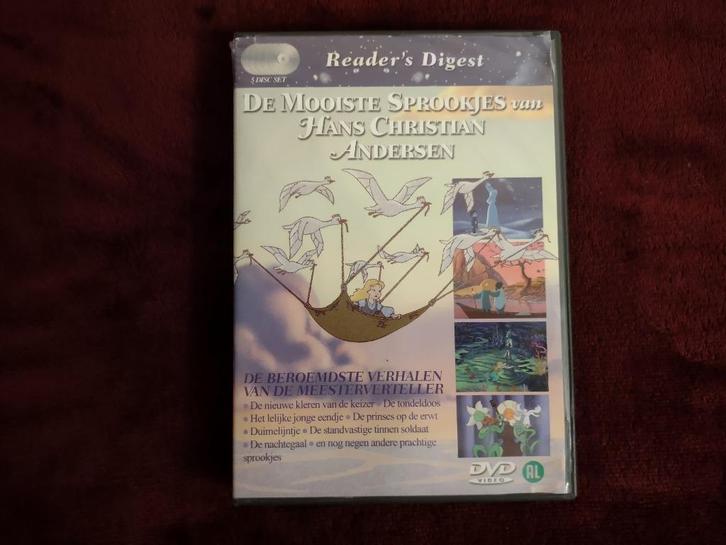 Reader's Digest
5 DISC SET
DE MOOISTE SPROOKJES van
HANS CHRISTIAN
ANDERSEN
DE BEROEMDSTE VERHALEN
VAN DE MEESTERVERTELLER
• De nieuwe kleren van de keizer • De tondeldoos
• Het lelijke jonge eendje • De prinses op de erwt
• Duimelijntje • De standvastige tinnen soldaat
• De nachtegaal • en nog negen andere prachtige
sprookjes
DVD
VIDEO
AL